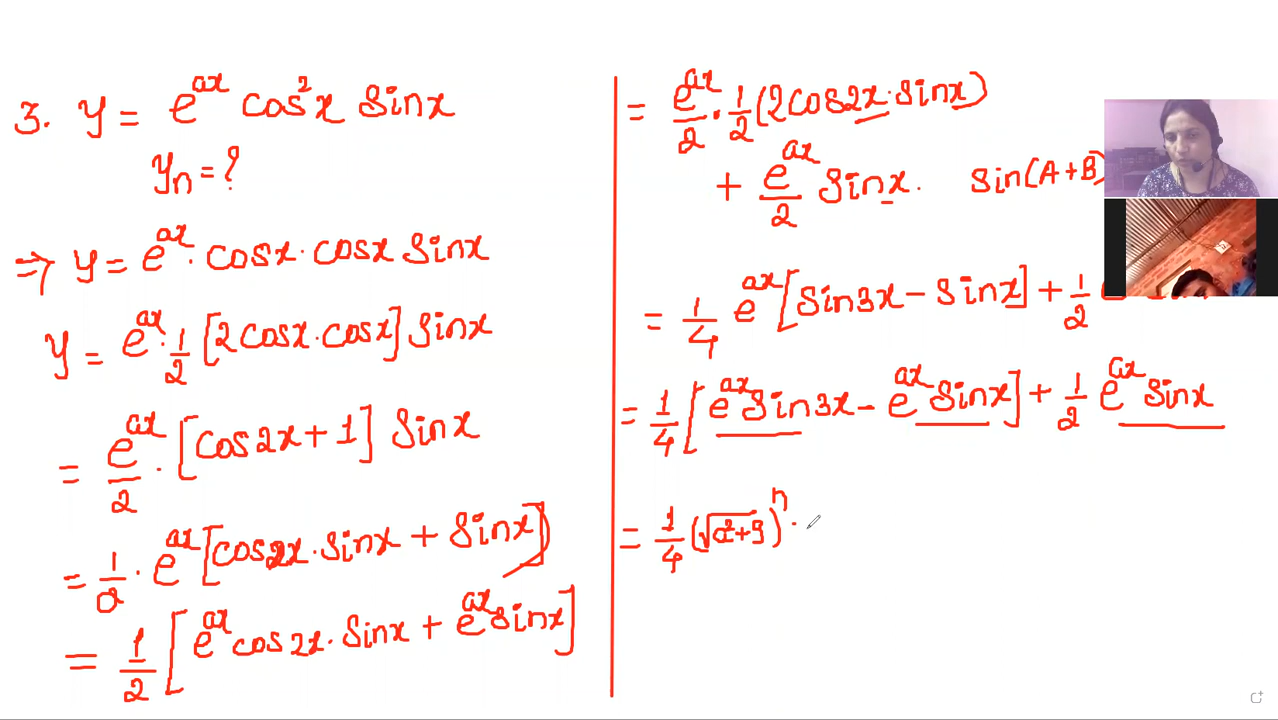 3. y = e^{ax} cos²x sinx
y_n = ?
⇒ y = e^{ax} · cosx · cosx sinx
y = e^{ax} · 1/2 [2cosx · cosx] sinx
= e^{ax}/2 · [cos2x + 1] sinx
= 1/2 · e^{ax} [cos2x · sinx + sinx]
= 1/2 [e^{ax} cos2x · sinx + e^{ax} sinx]
= e^{ax}/2 · 1/2 (2cos2x · sinx)
+ e^{ax}/2 sinx. sin(A+B)
= 1/4 e^{ax} [sin3x - sinx] + 1/2
= 1/4 [e^{ax} sin3x - e^{ax} sinx] + 1/2 e^{ax} sinx
= 1/4 (√a²+9)^n ·